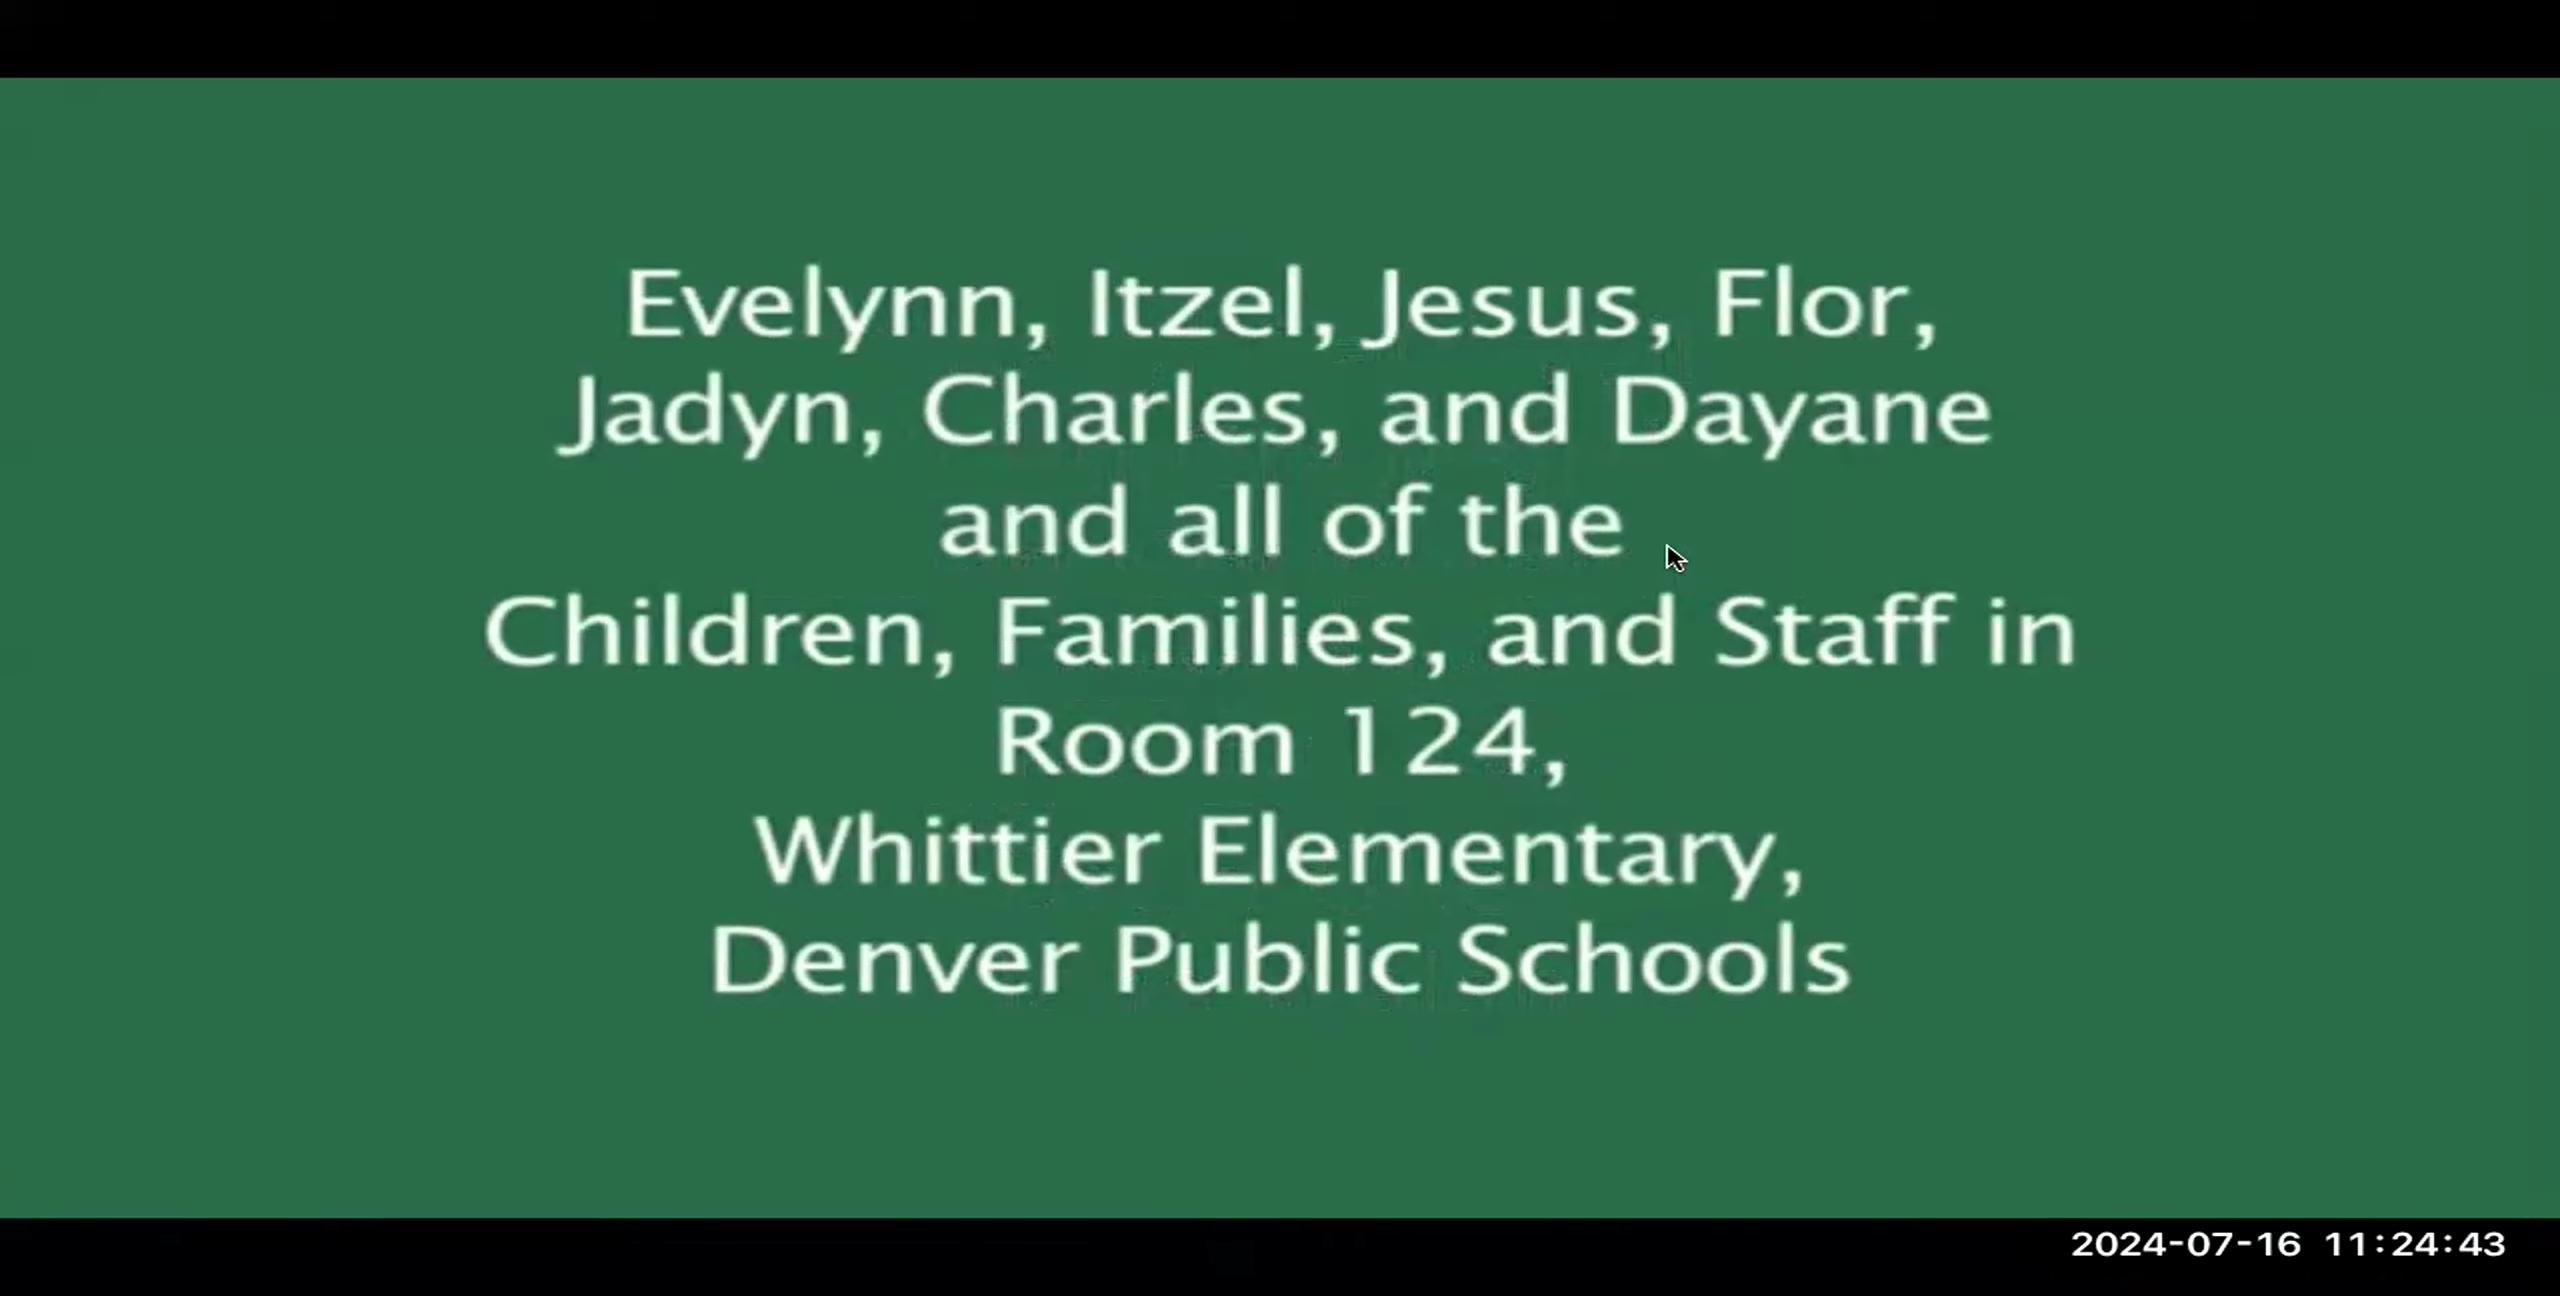 Evelynn, Itzel, Jesus, Flor,
Jadyn, Charles, and Dayane
and all of the
Children, Families, and Staff in
Room 124,
Whittier Elementary,
Denver Public Schools
2024-07-16 11:24:43